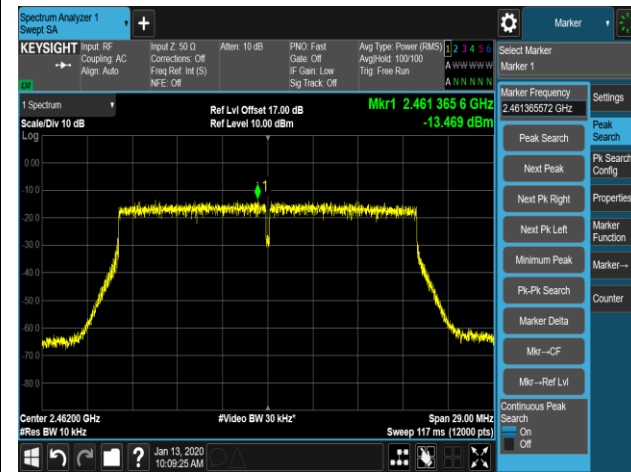 Spectrum Analyzer 1
Swept SA
+
Marker
KEYSIGHT
Input: RF
Coupling: AC
Align: Auto
Input Z: 50 Ω
Corrections: Off
Freq Ref: Int (S)
NFE: Off
Atten: 10 dB
PNO: Fast
Gate: Off
IF Gain: Low
Sig Track: Off
Avg Type: Power (RMS)
Avg|Hold: 100/100
Trig: Free Run
1 2 3 4 5 6
A W W W W W
A N N N N N
Select Marker
Marker 1
1 Spectrum
Scale/Div 10 dB
Log
Ref Lvl Offset 17.00 dB
Ref Level 10.00 dBm
Mkr1 2.461 365 6 GHz
-13.469 dBm
0.00
-10.0
-20.0
-30.0
-40.0
-50.0
-60.0
-70.0
-80.0
1
Center 2.46200 GHz
#Res BW 10 kHz
#Video BW 30 kHz*
Span 29.00 MHz
Sweep 117 ms (12000 pts)
Marker Frequency
2.461365572 GHz
Peak Search
Next Peak
Next Pk Right
Next Pk Left
Minimum Peak
Pk-Pk Search
Marker Delta
Mkr→CF
Mkr→Ref Lvl
Continuous Peak
Search
On
Off
Settings
Peak
Search
Pk Search
Config
Properties
Marker
Function
Marker→
Counter
?
Jan 13, 2020
10:09:25 AM